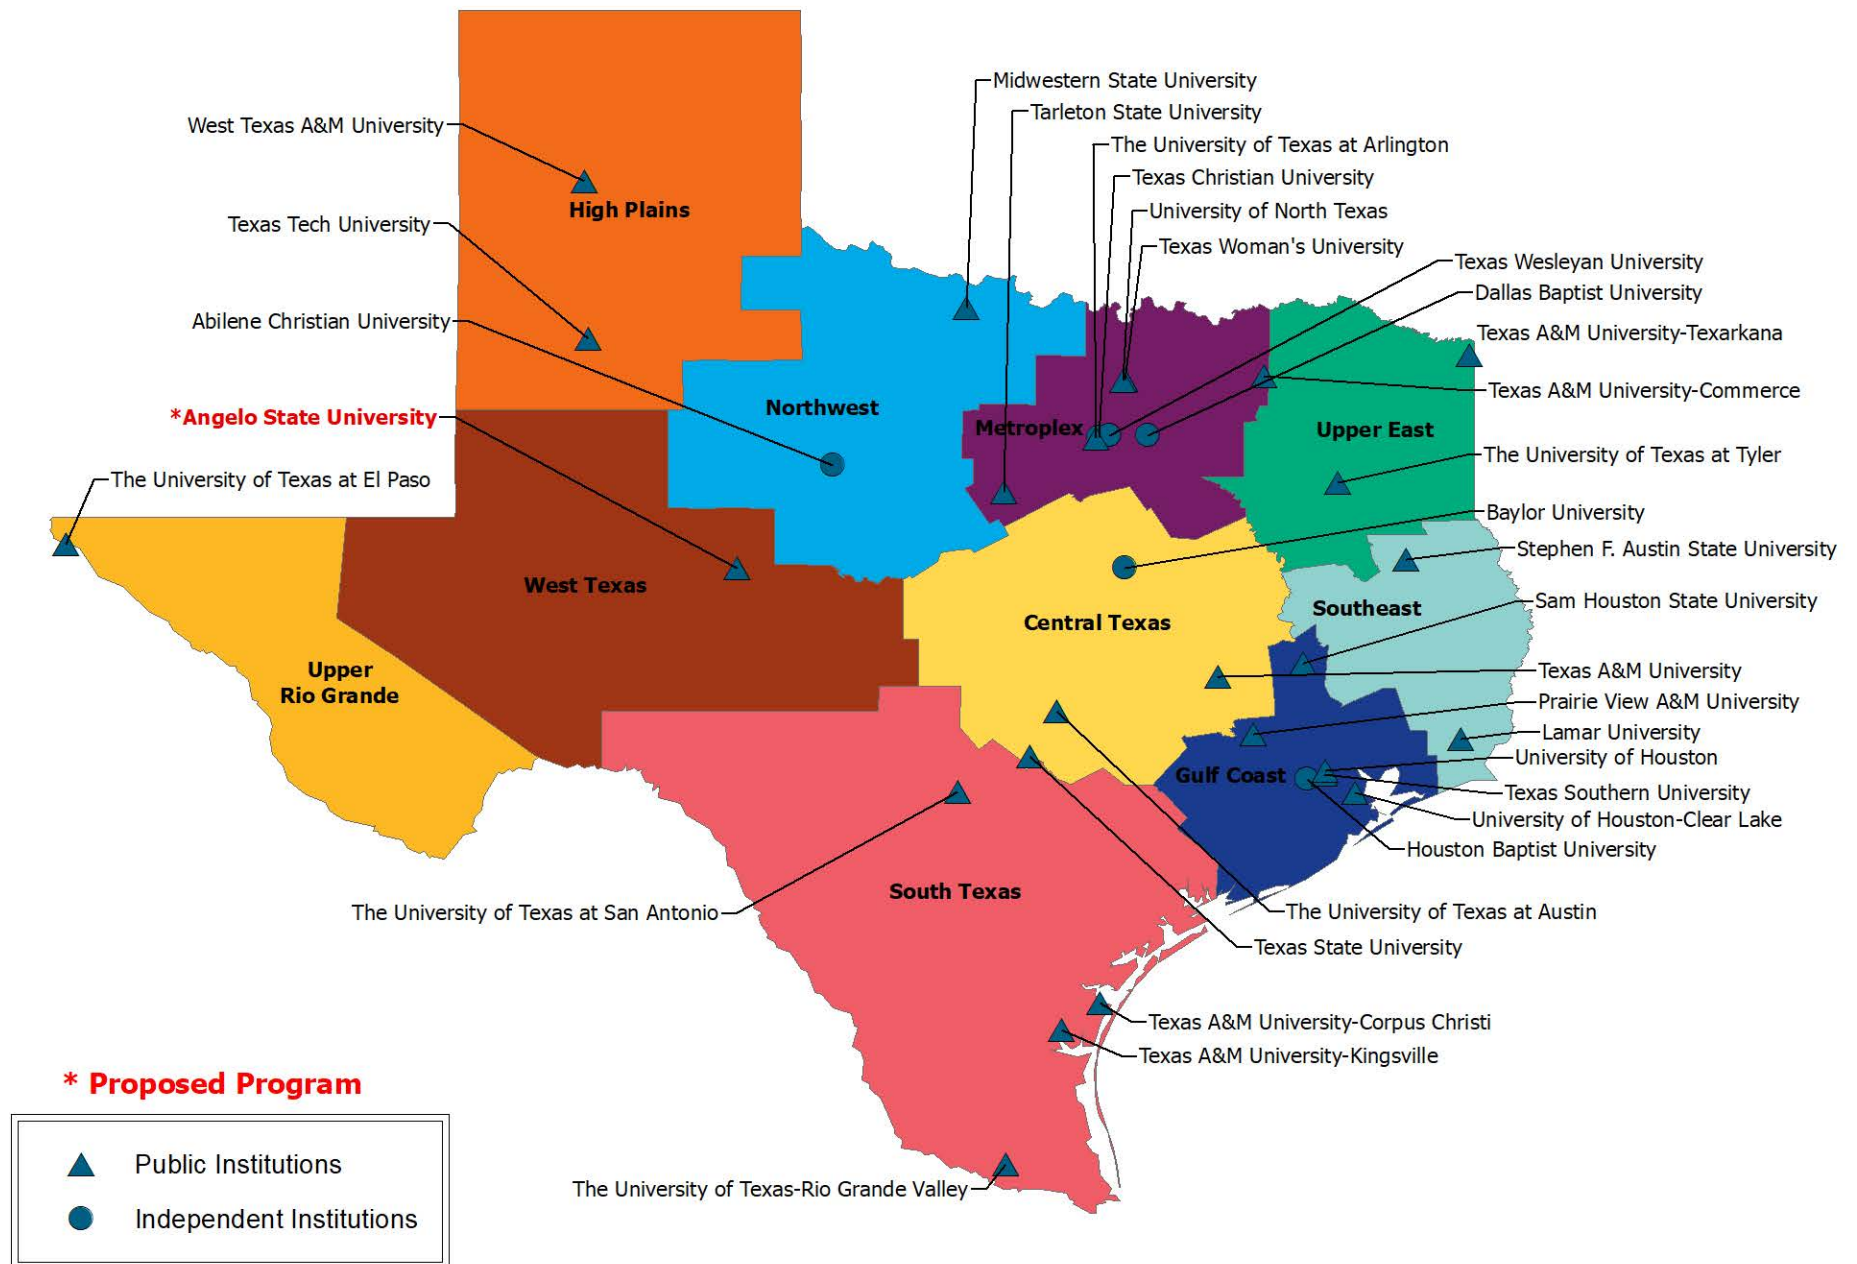 Midwestern State University
Tarleton State University
West Texas A&M University
The University of Texas at Arlington
Texas Christian University
High Plains
University of North Texas
Texas Tech University
Texas Woman's University
Texas Wesleyan University
Dallas Baptist University
Abilene Christian University
Texas A&M University-Texarkana
Texas A&M University-Commerce
Northwest
*Angelo State University
Metroplex
Upper East
The University of Texas at Tyler
The University of Texas at El Paso
Baylor University
Stephen F. Austin State University
West Texas
Sam Houston State University
Southeast
Central Texas
Upper
Rio Grande
Texas A&M University
Prairie View A&M University
Lamar University
University of Houston
Gulf Coast
Texas Southern University
University of Houston-Clear Lake
Houston Baptist University
South Texas
The University of Texas at San Antonio
The University of Texas at Austin
Texas State University
Texas A&M University-Corpus Christi
Texas A&M University-Kingsville
* Proposed Program
Public Institutions
The University of Texas-Rio Grande Valley
Independent Institutions